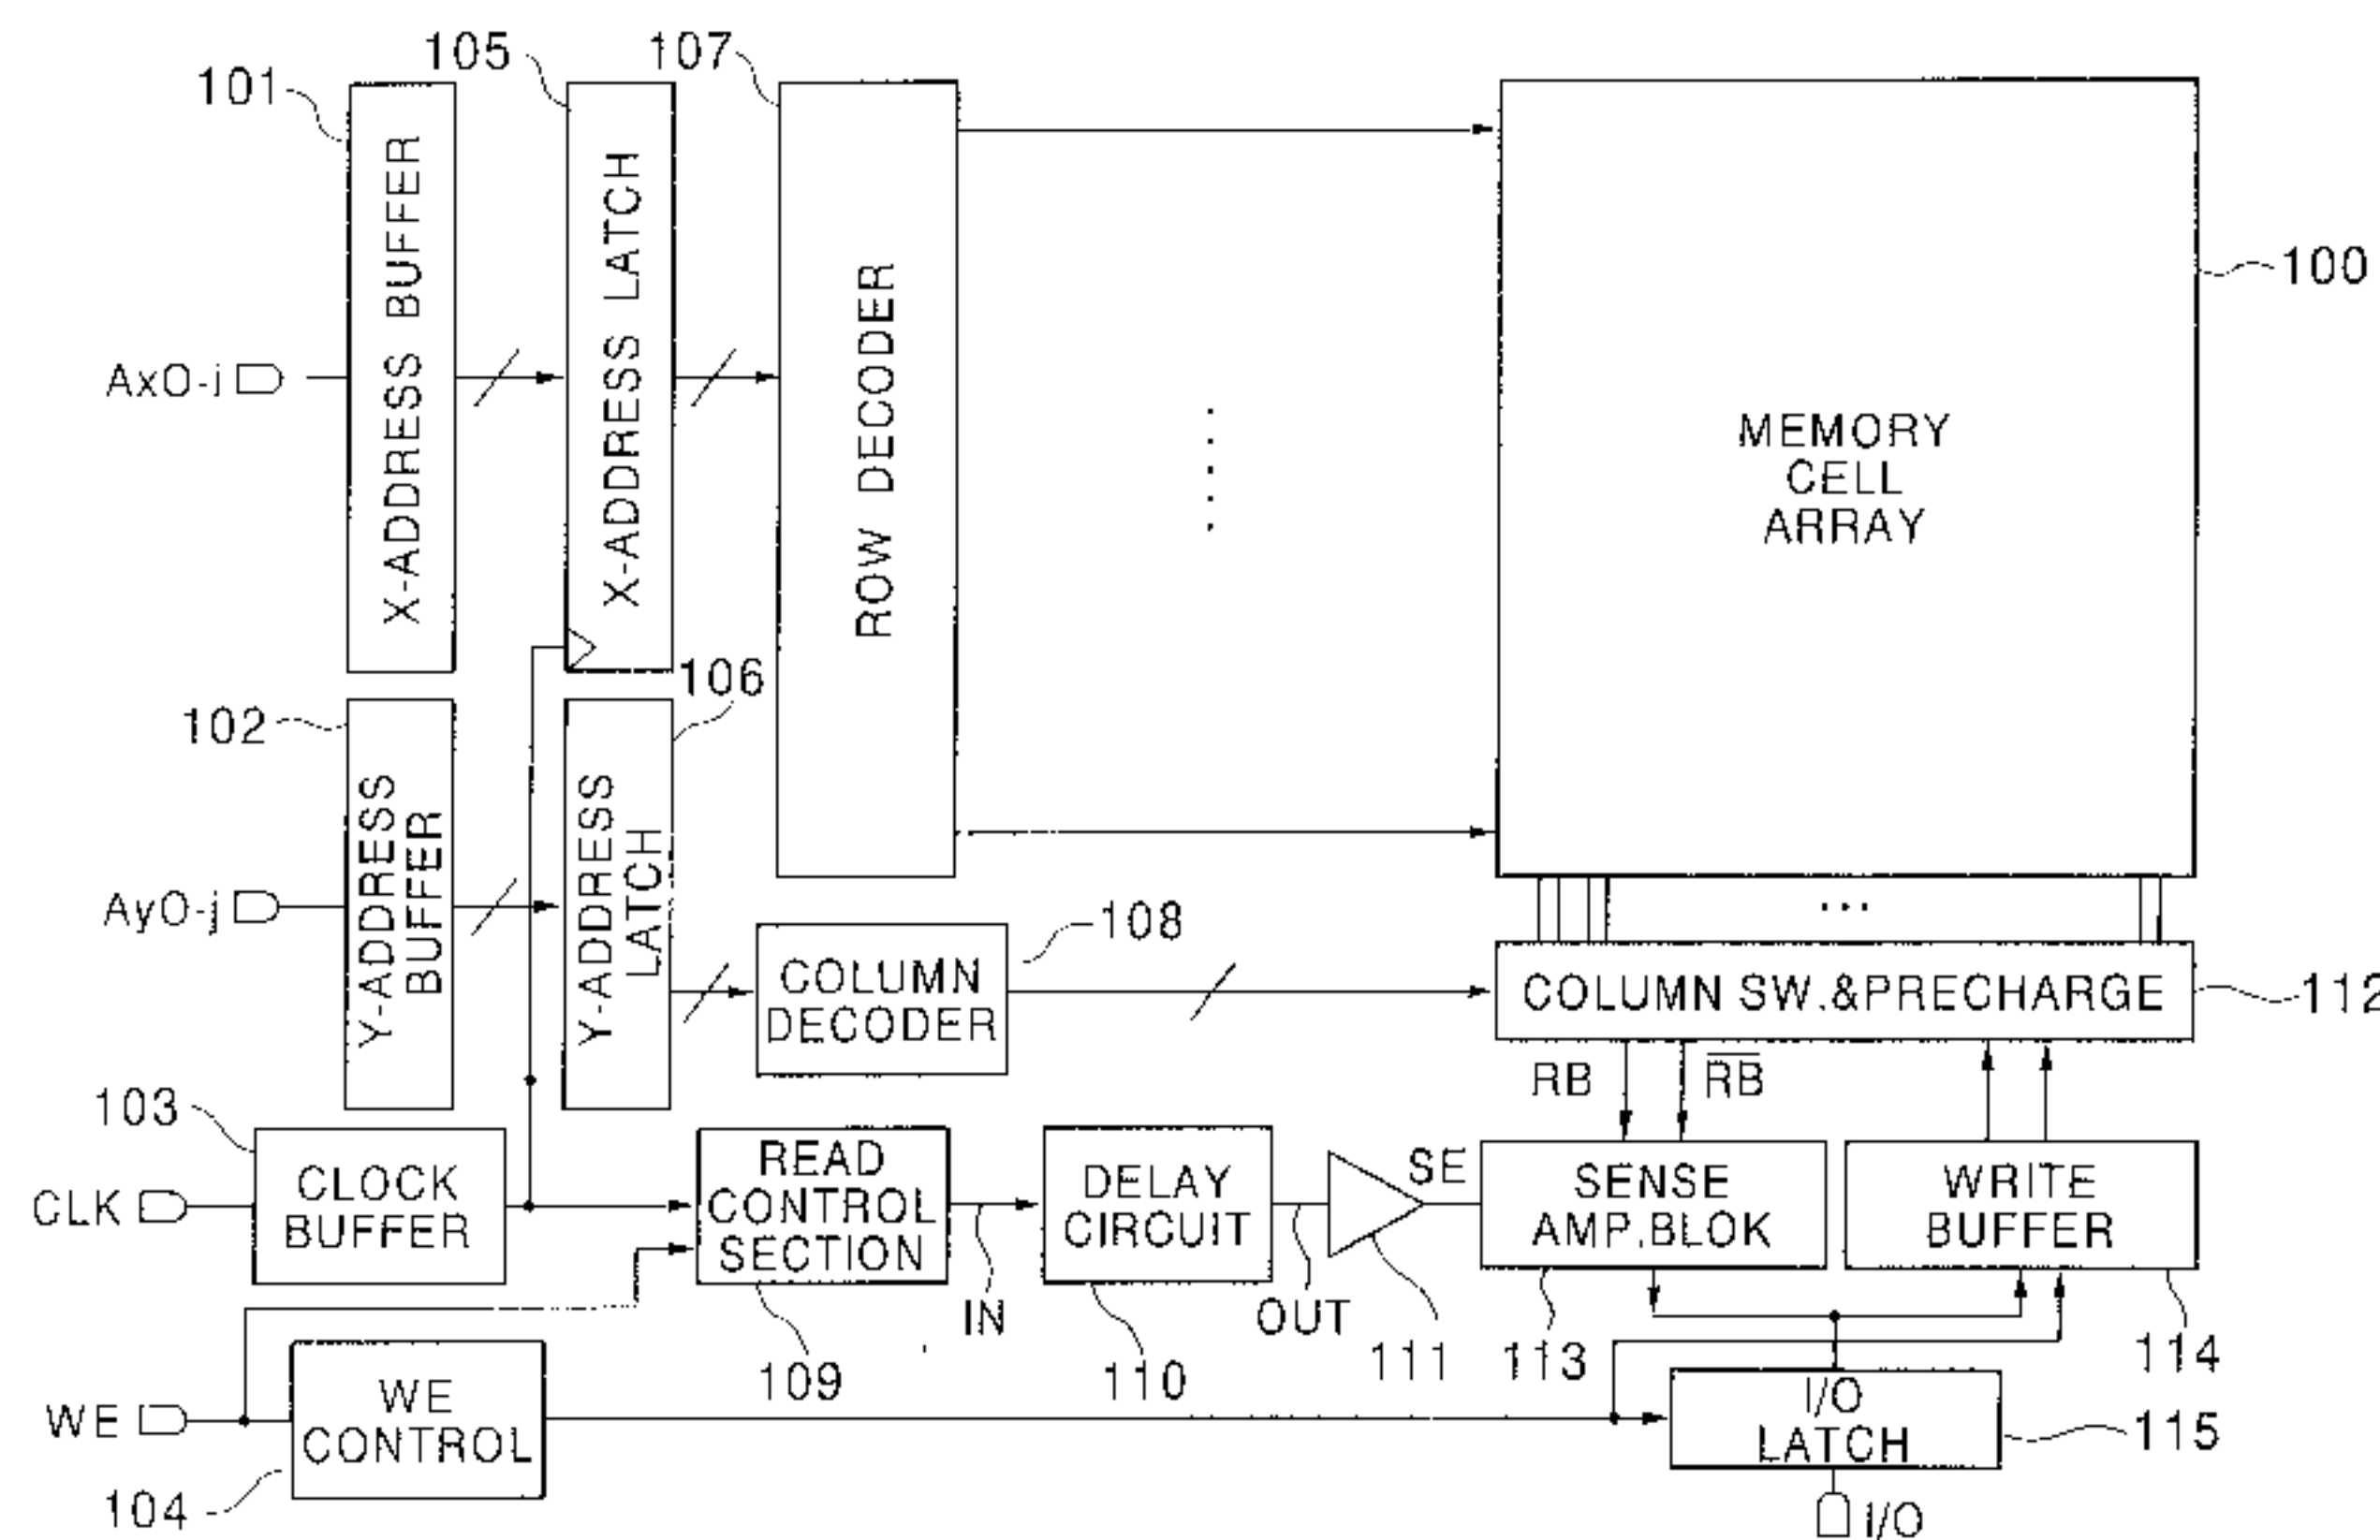 105
107
101
X-ADDRESS BUFFER
X-ADDRESS LATCH
ROW DECODER
100
AxO-i
MEMORY
CELL
ARRAY
106
102
Y-ADDRESS
BUFFER
Y-ADDRESS
LATCH
AyO-j
108
COLUMN
DECODER
COLUMN SW.&PRECHARGE
112
RB
RB
103
CLK
CLOCK
BUFFER
READ
CONTROL
SECTION
DELAY
CIRCUIT
SE
SENSE
AMP.BLOK
WRITE
BUFFER
IN
OUT
109
110
111
113
114
WE
WE
CONTROL
I/O
LATCH
115
104
I/O